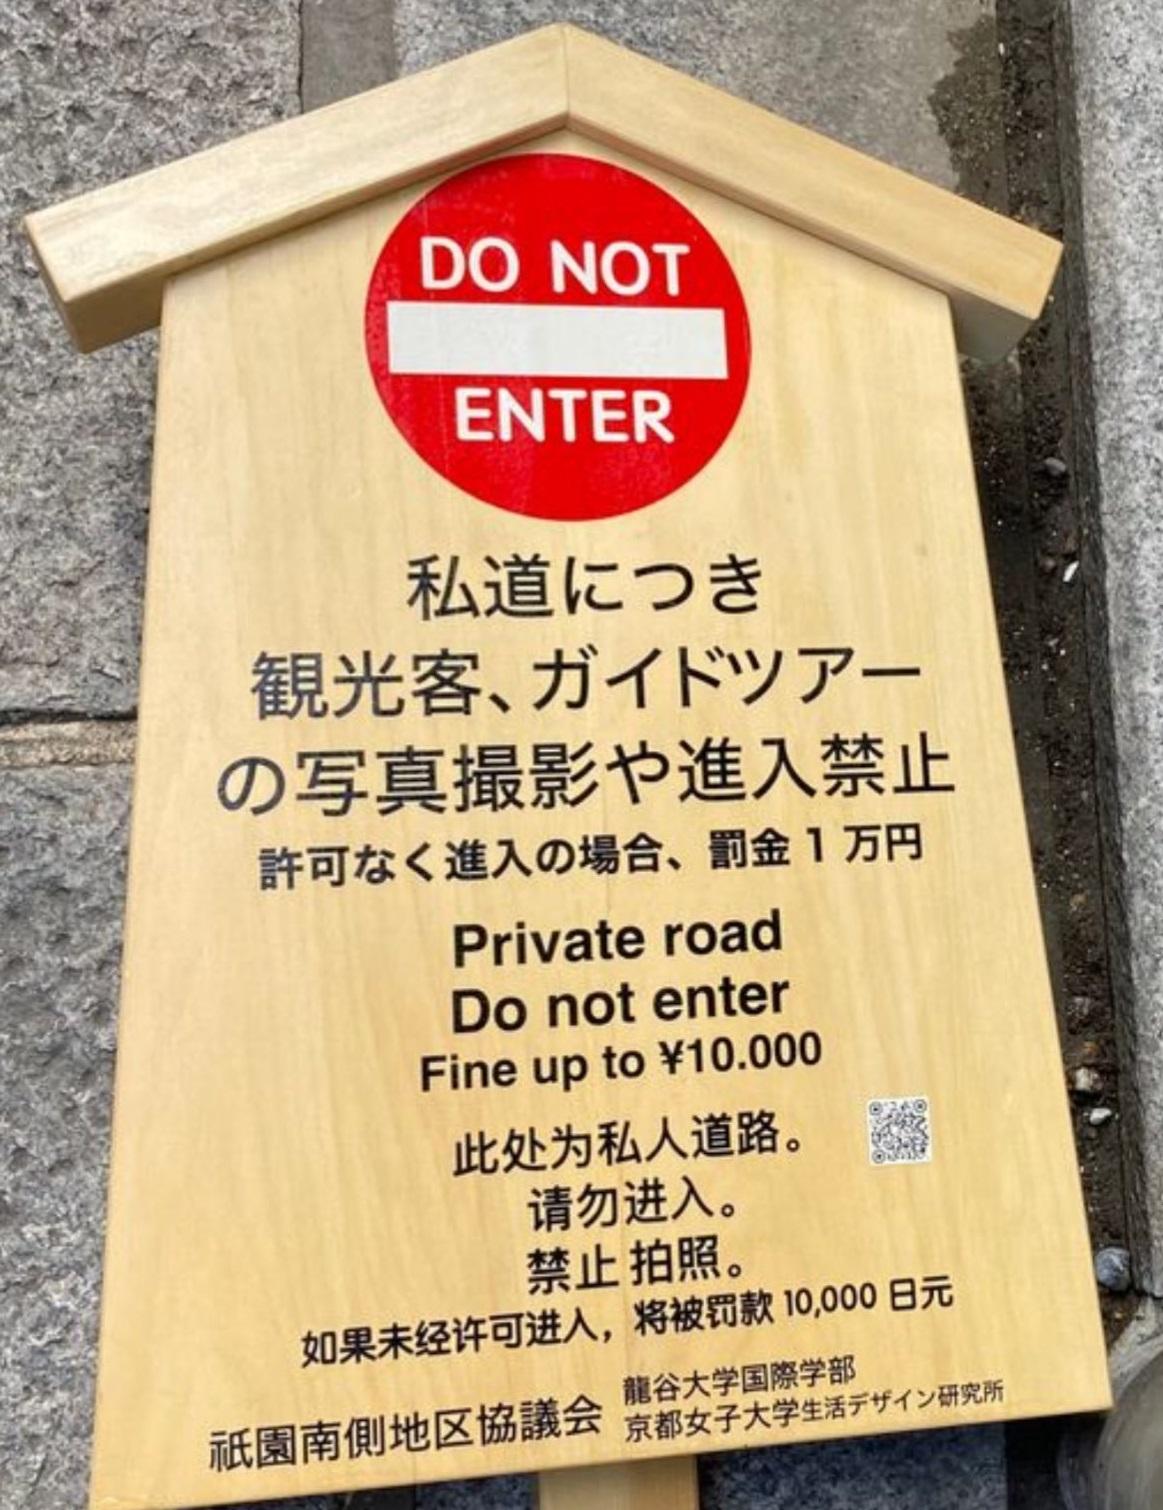 DO NOT
ENTER
私道につき
観光客、ガイドツアー
の写真撮影や進入禁止
許可なく進入の場合、罰金1万円
Private road
Do not enter
Fine up to ¥10.000
此处为私人道路。
请勿进入。
禁止 拍照。
如果未经许可进入，将被罚款 10,000 日元
祇園南側地区協議会
龍谷大学国際学部
京都女子大学生活デザイン研究所